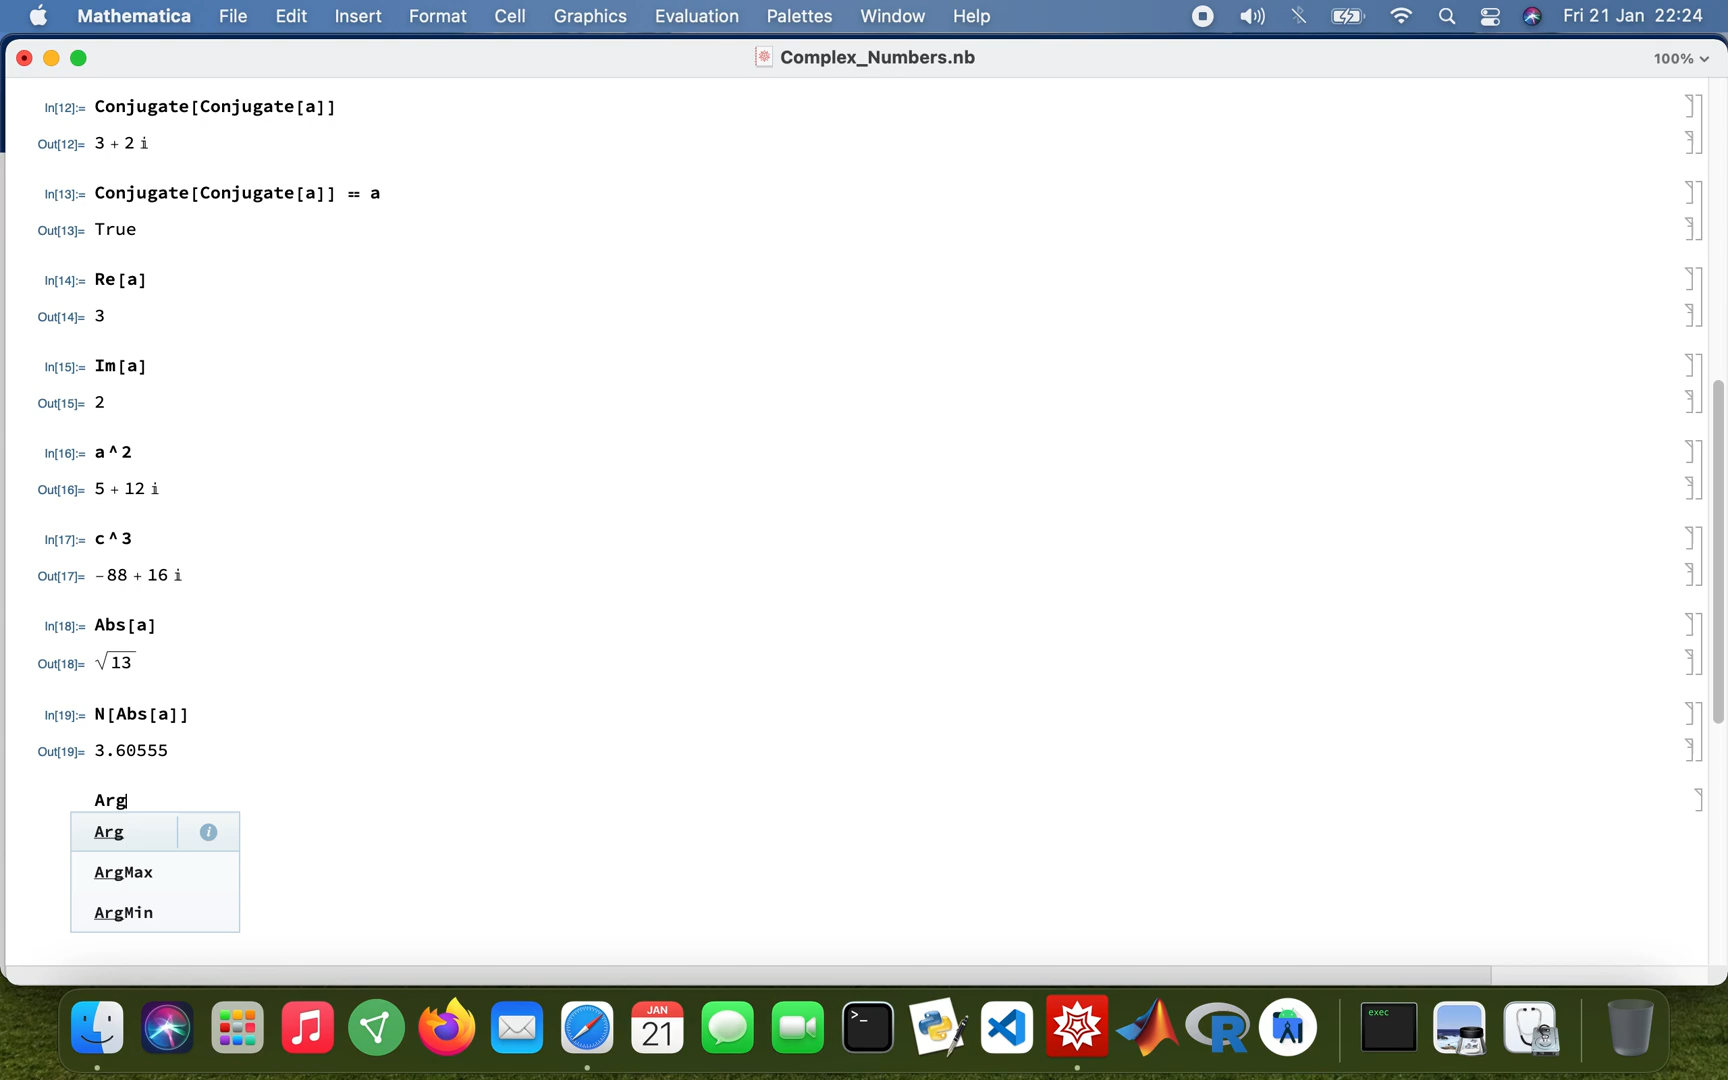 Mathematica File Edit Insert Format Cell Graphics Evaluation Palettes Window Help Fri 21 Jan 22:24
Complex_Numbers.nb 100%
In[12]:= Conjugate[Conjugate[a]]
Out[12]= 3 + 2 ⅈ
In[13]:= Conjugate[Conjugate[a]] == a
Out[13]= True
In[14]:= Re[a]
Out[14]= 3
In[15]:= Im[a]
Out[15]= 2
In[16]:= a^2
Out[16]= 5 + 12 ⅈ
In[17]:= c^3
Out[17]= -88 + 16 ⅈ
In[18]:= Abs[a]
Out[18]= √13
In[19]:= N[Abs[a]]
Out[19]= 3.60555
Arg
Arg i
ArgMax
ArgMin
JAN
21
>_
R
exec